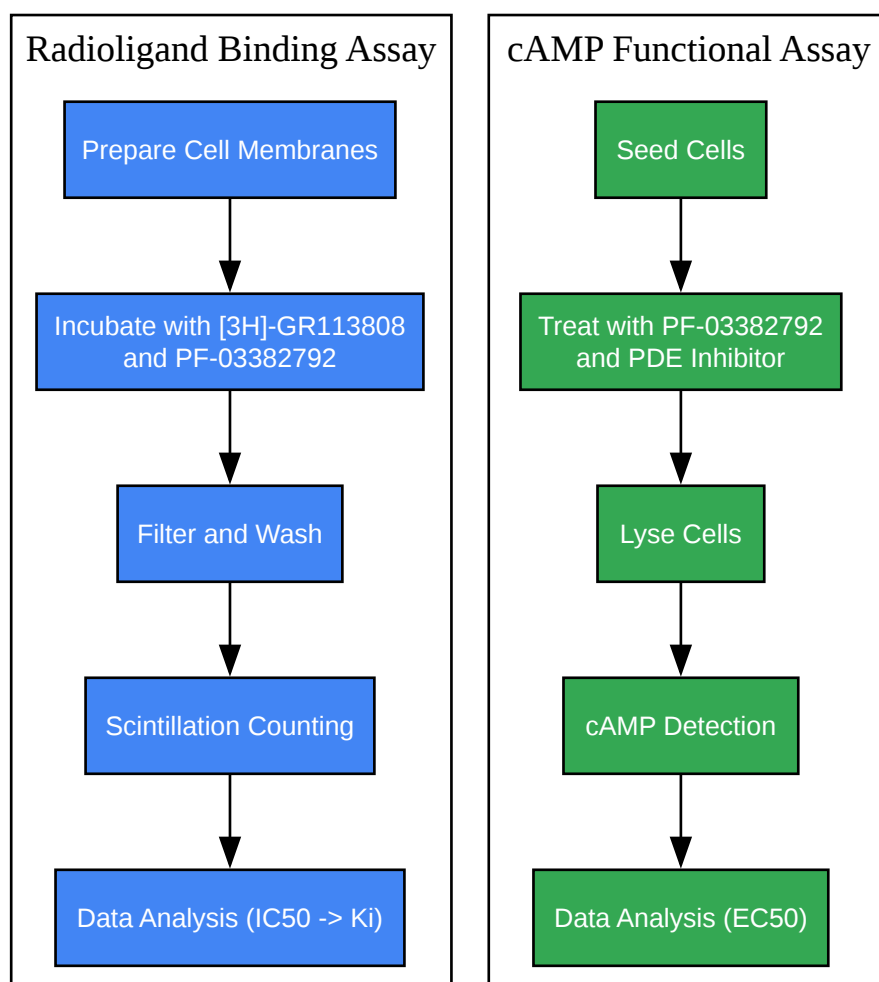 Radioligand Binding Assay
Prepare Cell Membranes
Incubate with [3H]-GR113808
and PF-03382792
Filter and Wash
Scintillation Counting
Data Analysis (IC50 -> Ki)
cAMP Functional Assay
Seed Cells
Treat with PF-03382792
and PDE Inhibitor
Lyse Cells
cAMP Detection
Data Analysis (EC50)